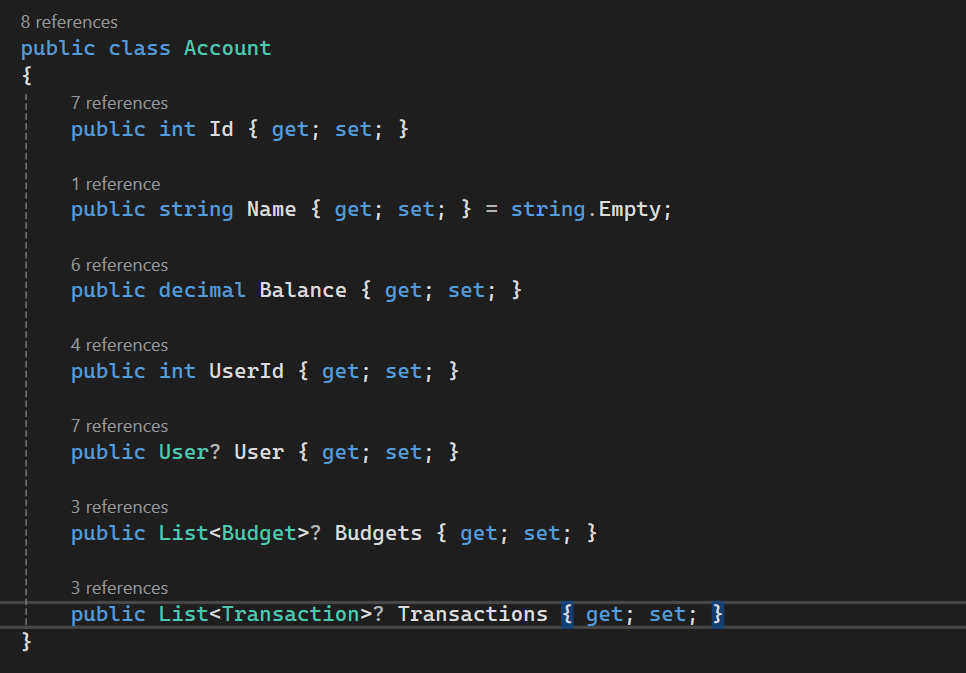 8 references
public class Account
{
7 references
public int Id { get; set; }
1 reference
public string Name { get; set; } = string.Empty;
6 references
public decimal Balance { get; set; }
4 references
public int UserId { get; set; }
7 references
public User? User { get; set; }
3 references
public List<Budget>? Budgets { get; set; }
3 references
public List<Transaction>? Transactions { get; set; }
}